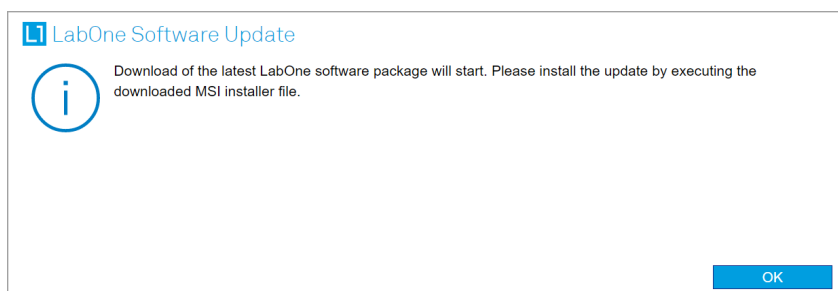 L1 LabOne Software Update
Download of the latest LabOne software package will start. Please install the update by executing the
downloaded MSI installer file.
i
OK